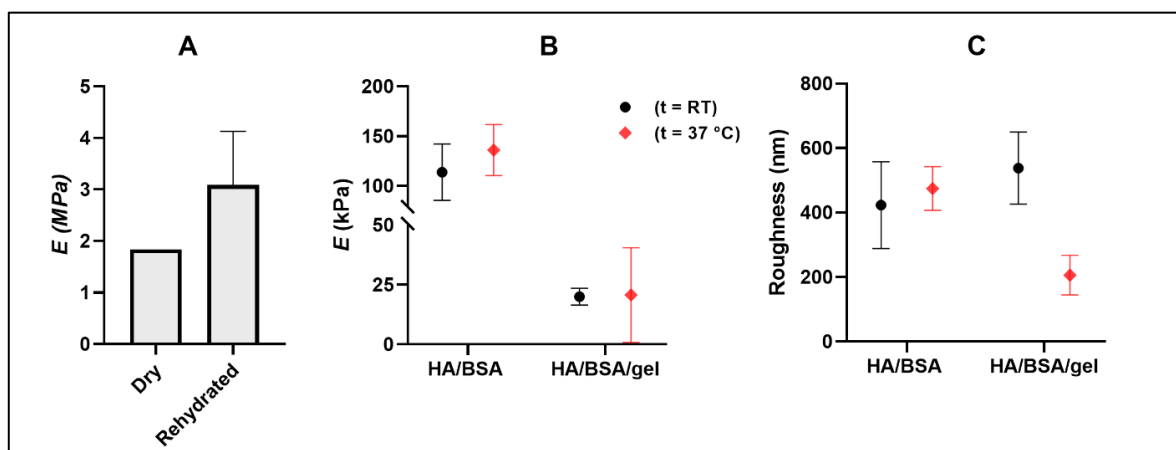 A
E (MPa)
5
4
3
2
1
0
Dry
Rehydrated
B
E (kPa)
200
150
100
50
25
0
(t = RT)
(t = 37 °C)
HA/BSA
HA/BSA/gel
C
Roughness (nm)
800
600
400
200
0
HA/BSA
HA/BSA/gel